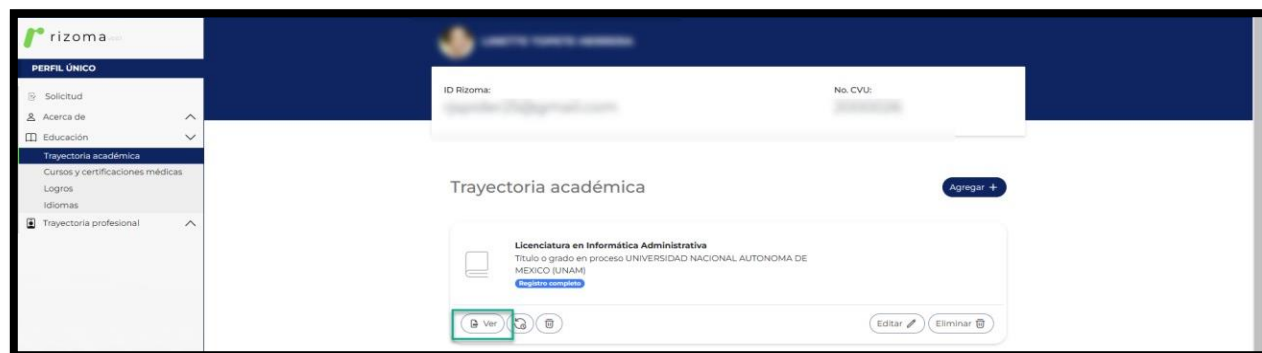 rizoma
PERFIL ÚNICO
Solicitud
Acerca de
Educación
Trayectoria académica
Cursos y certificaciones médicas
Logros
Idiomas
Trayectoria profesional
ID Rizoma:
No. CVU:
Trayectoria académica
Agregar +
Licenciatura en Informática Administrativa
Título o grado en proceso UNIVERSIDAD NACIONAL AUTONOMA DE
MEXICO (UNAM)
Registro completo
Ver
Editar
Eliminar